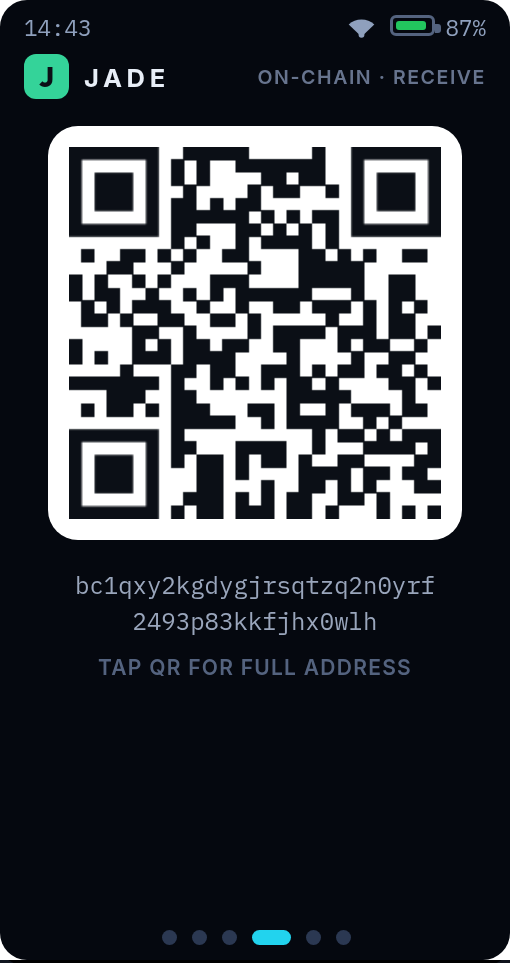 14:43
87%
J
JADE
ON-CHAIN · RECEIVE
bc1qxy2kgdygjrsqtzq2n0yrf
2493p83kkfjhx0wlh
TAP QR FOR FULL ADDRESS